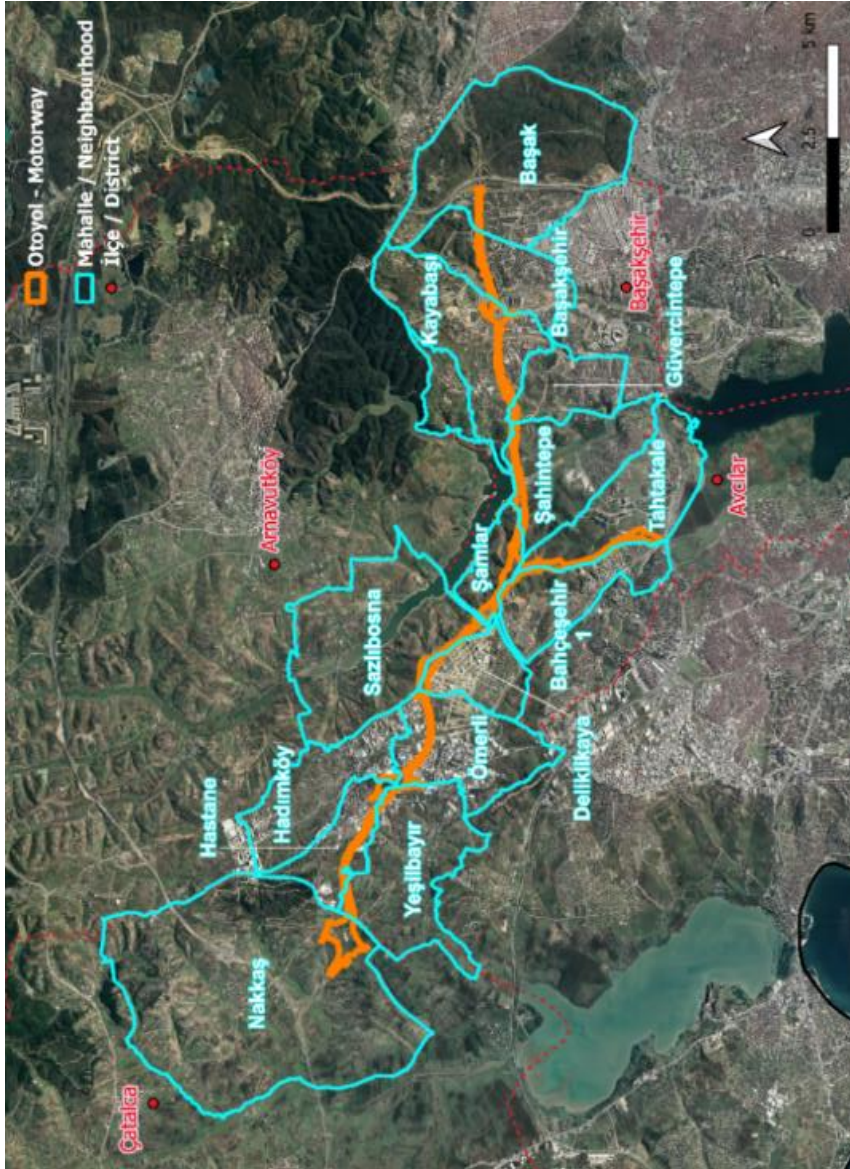 Otoyol - Motorway
Mahalle / Neighbourhood
İlçe / District
Çatalca
Nakkaş
Hastane
Hadımköy
Yeşilbayır
Ömerli
Deliklikaya
Sazlıbosna
Arnavutköy
Şamlar
Bahçeşehir
1
Şahintepe
Tahtakale
Avcılar
Kayabaşı
Başakşehir
Güvercintepe
Başak
Başakşehir
0
2.5
5 km